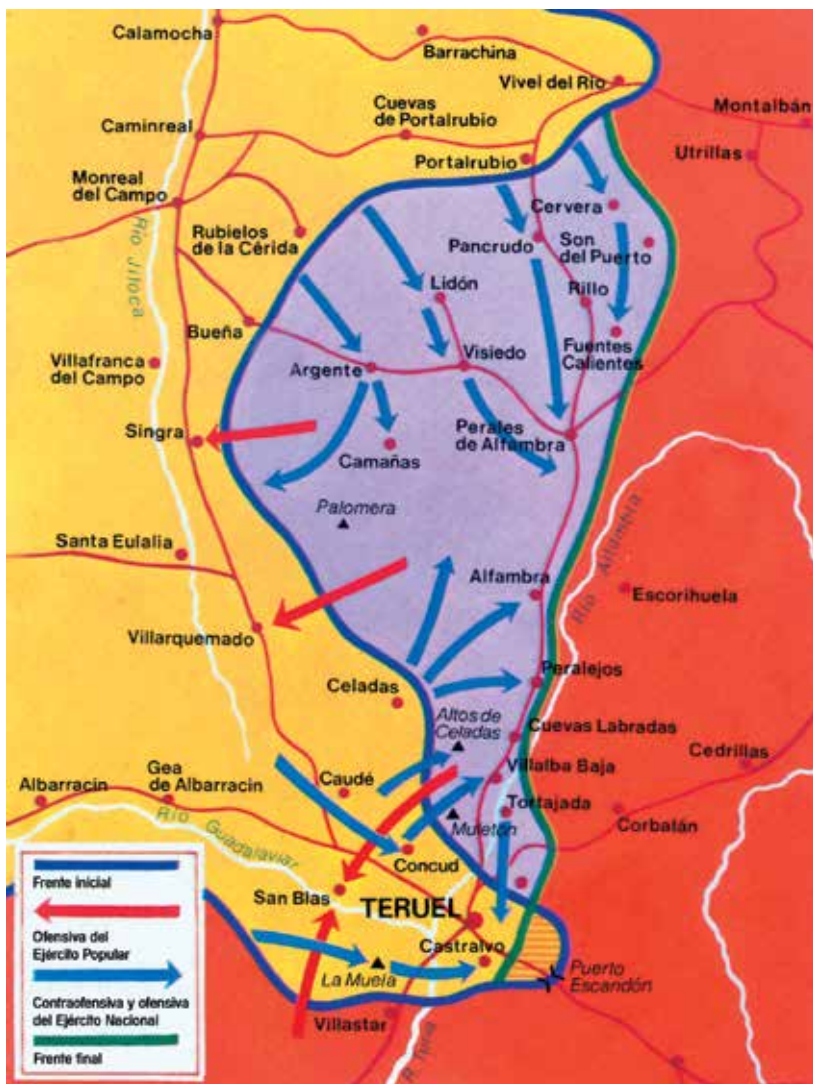 Calamocha
Barrachina
Vivel del Río
Montalbán
Cuevas
de Portalrubio
Caminreal
Utrillas
Portalrubio
Monreal
del Campo
Cervera
Río Jiloca
Rubielos
de la Cérida
Pancrudo
Son
del Puerto
Lidón
Rillo
Bueña
Villafranca
del Campo
Visiedo
Fuentes
Calientes
Argente
Singra
Perales
de Alfambra
Camañas
Palomera
Santa Eulalia
Río Alfambra
Alfambra
Escorihuela
Villarquemado
Celadas
Peralejos
Altos de
Celadas
Cuevas Labradas
Cedrillas
Albarracín
Gea
de Albarracín
Caudé
Villalba Baja
Tortajada
Río Guadalaviar
Muletón
Corbalán
Concud
San Blas
TERUEL
Castralvo
La Muela
Puerto
Escandón
Villastar
R. Turia
Frente inicial
Ofensiva del
Ejército Popular
Contraofensiva y ofensiva
del Ejército Nacional
Frente final